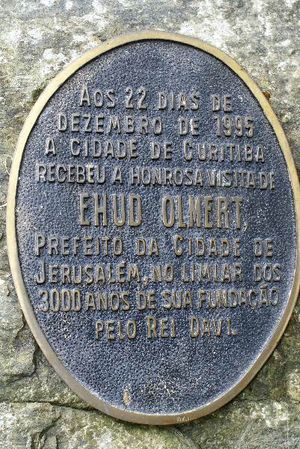 AOS 22 DIAS DE
DEZEMBRO DE 1995
A CIDADE DE CURITIBA
RECEBEU A HONROSA VISITA DE
EHUD OLMERT,
PREFEITO DA CIDADE DE
JERUSALÉM, NO LIMIAR DOS
3000 ANOS DE SUA FUNDAÇÃO
PELO REI DAVI.